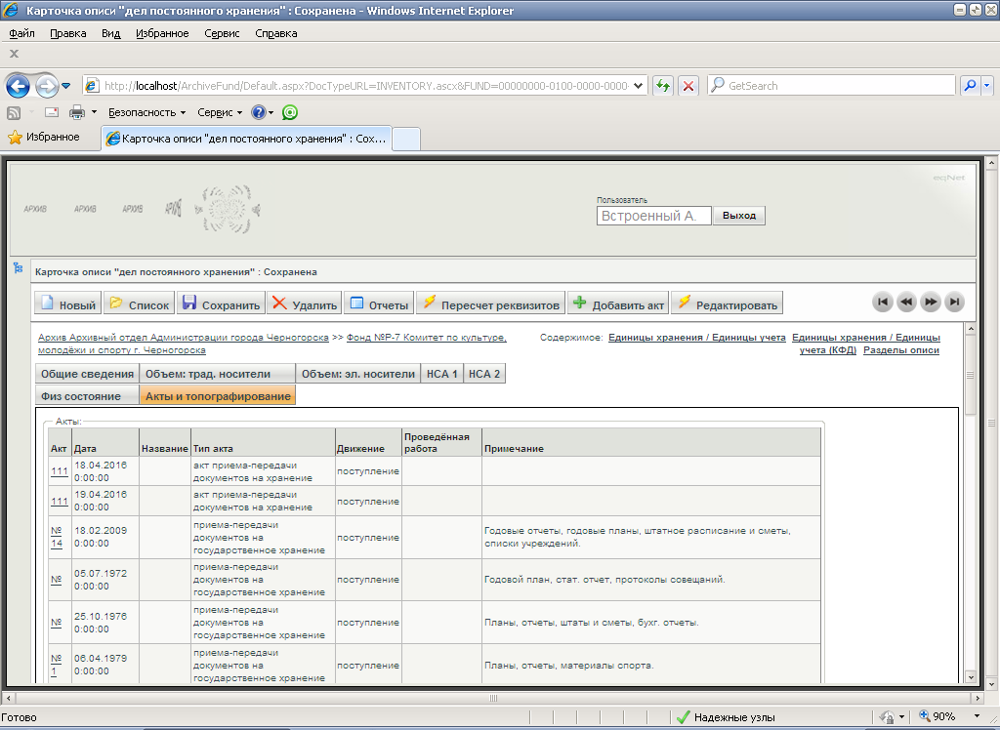 Карточка описи "дел постоянного хранения" : Сохранена - Windows Internet Explorer
Файл Правка Вид Избранное Сервис Справка
http://localhost/ArchiveFund/Default.aspx?DocTypeURL=INVENTORY.ascx&FUND=00000000-0100-0000-0000- GetSearch
Безопасность Сервис
Избранное Карточка описи "дел постоянного хранения" : Сох...
eqNet
Пользователь
АРХИВ АРХИВ АРХИВ АРХИВ
Встроенный А. Выход
Карточка описи "дел постоянного хранения" : Сохранена
Новый Список Сохранить Удалить Отчеты Пересчет реквизитов Добавить акт Редактировать
Архив Архивный отдел Администрации города Черногорска >> Фонд №Р-7 Комитет по культуре,
молодёжи и спорту г. Черногорска
Содержимое: Единицы хранения / Единицы учета Единицы хранения / Единицы
учета (КФД) Разделы описи
Общие сведения Объем: трад. носители Объем: эл. носители НСА 1 НСА 2
Физ состояние Акты и топографирование
Акты:
Акт Дата Название Тип акта Движение Проведённая
работа Примечание
111 18.04.2016
0:00:00 акт приема-передачи
документов на хранение поступление
111 19.04.2016
0:00:00 акт приема-передачи
документов на хранение поступление
№
14 18.02.2009
0:00:00 приема-передачи
документов на
государственное хранение поступление Годовые отчеты, годовые планы, штатное расписание и сметы,
списки учреждений.
№ 05.07.1972
0:00:00 приема-передачи
документов на
государственное хранение поступление Годовой план, стат. отчет, протоколы совещаний.
№ 25.10.1976
0:00:00 приема-передачи
документов на
государственное хранение поступление Планы, отчеты, штаты и сметы, бухг. отчеты.
№
1 06.04.1979
0:00:00 приема-передачи
документов на
государственное хранение поступление Планы, отчеты, материалы спорта.
Готово Надежные узлы 90%